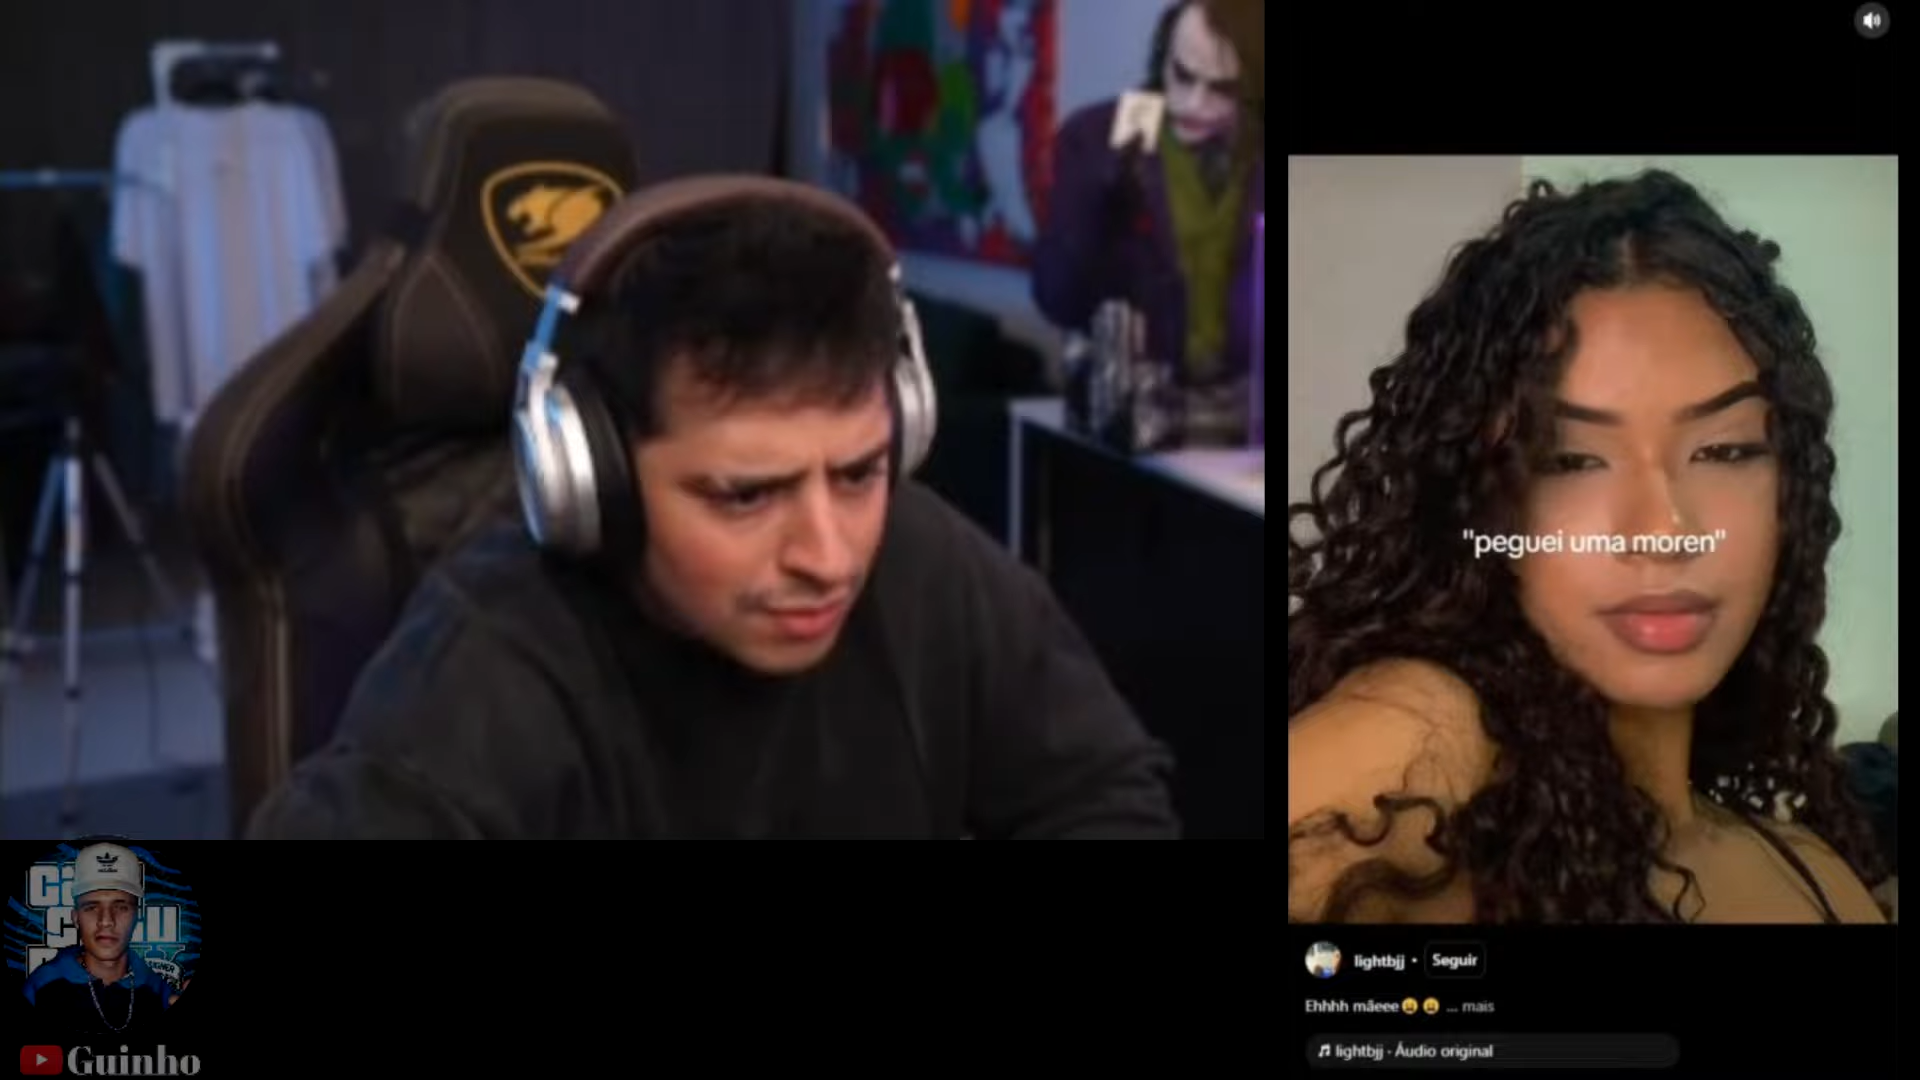 "peguei uma moren"
lightbjj • Seguir
Ehhhh mãeee😫😫 ... mais
lightbjj · Áudio original
Guinho